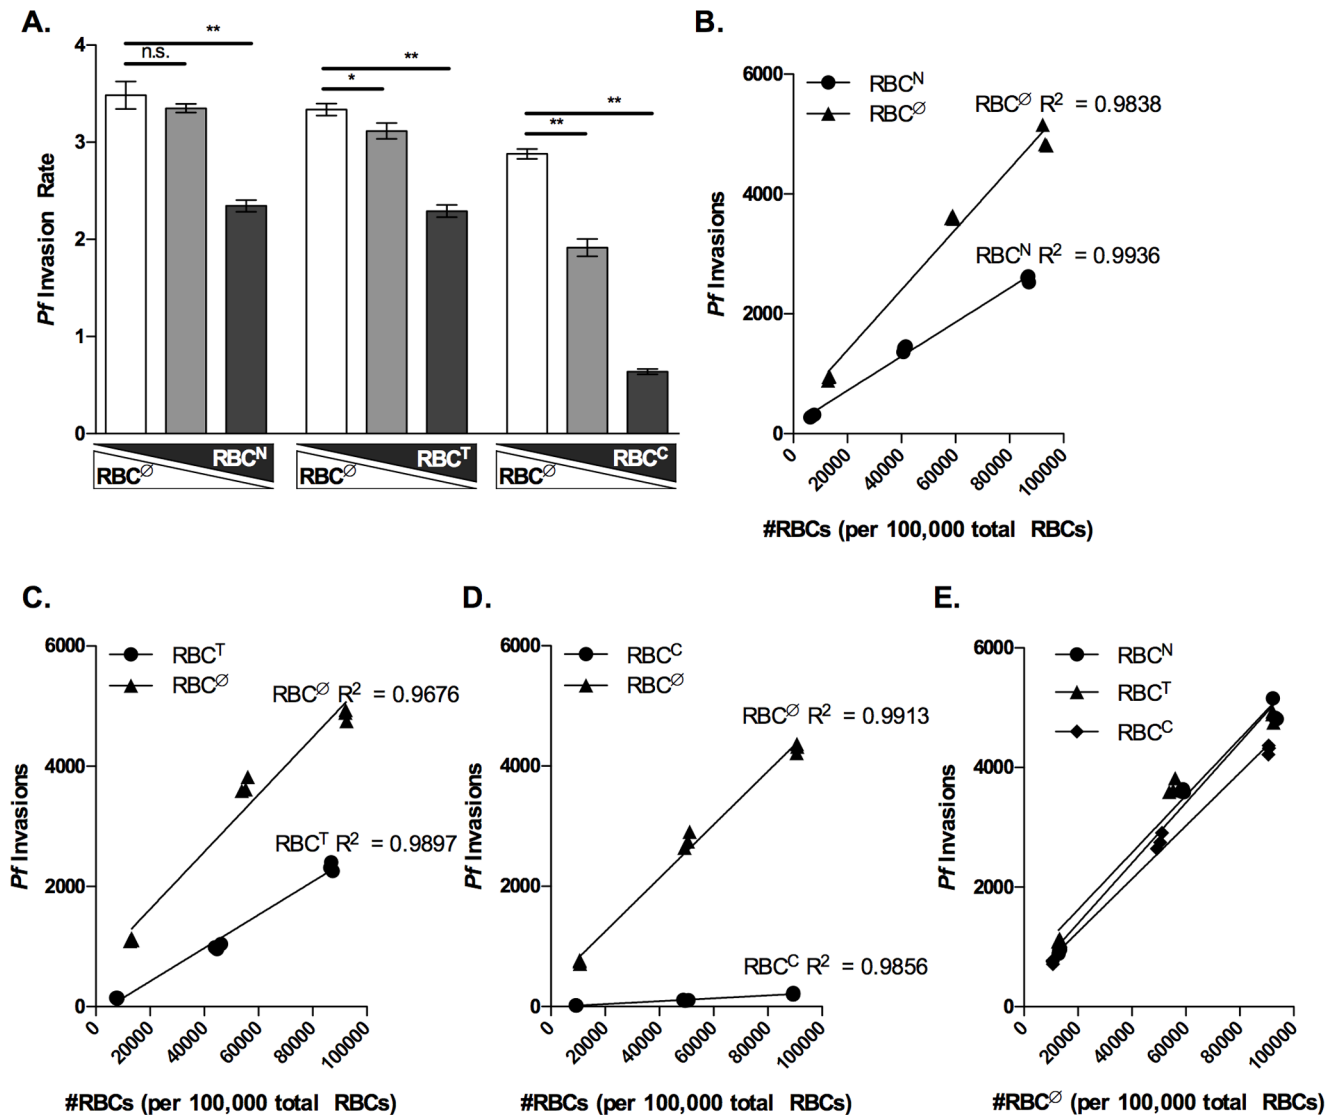 A.
4
3
2
1
0
Pf Invasion Rate
n.s.
**
*
**
**
**
RBC∅ RBCᴺ
RBC∅ RBCᵀ
RBC∅ RBCᶜ
B.
6000
4000
2000
0
Pf Invasions
RBCᴺ
RBC∅
RBC∅ R² = 0.9838
RBCᴺ R² = 0.9936
0 20000 40000 60000 80000 100000
#RBCs (per 100,000 total RBCs)
C.
6000
4000
2000
0
Pf Invasions
RBCᵀ
RBC∅
RBC∅ R² = 0.9676
RBCᵀ R² = 0.9897
0 20000 40000 60000 80000 100000
#RBCs (per 100,000 total RBCs)
D.
6000
4000
2000
0
Pf Invasions
RBCᶜ
RBC∅
RBC∅ R² = 0.9913
RBCᶜ R² = 0.9856
0 20000 40000 60000 80000 100000
#RBCs (per 100,000 total RBCs)
E.
6000
4000
2000
0
Pf Invasions
RBCᴺ
RBCᵀ
RBCᶜ
0 20000 40000 60000 80000 100000
#RBC∅ (per 100,000 total RBCs)